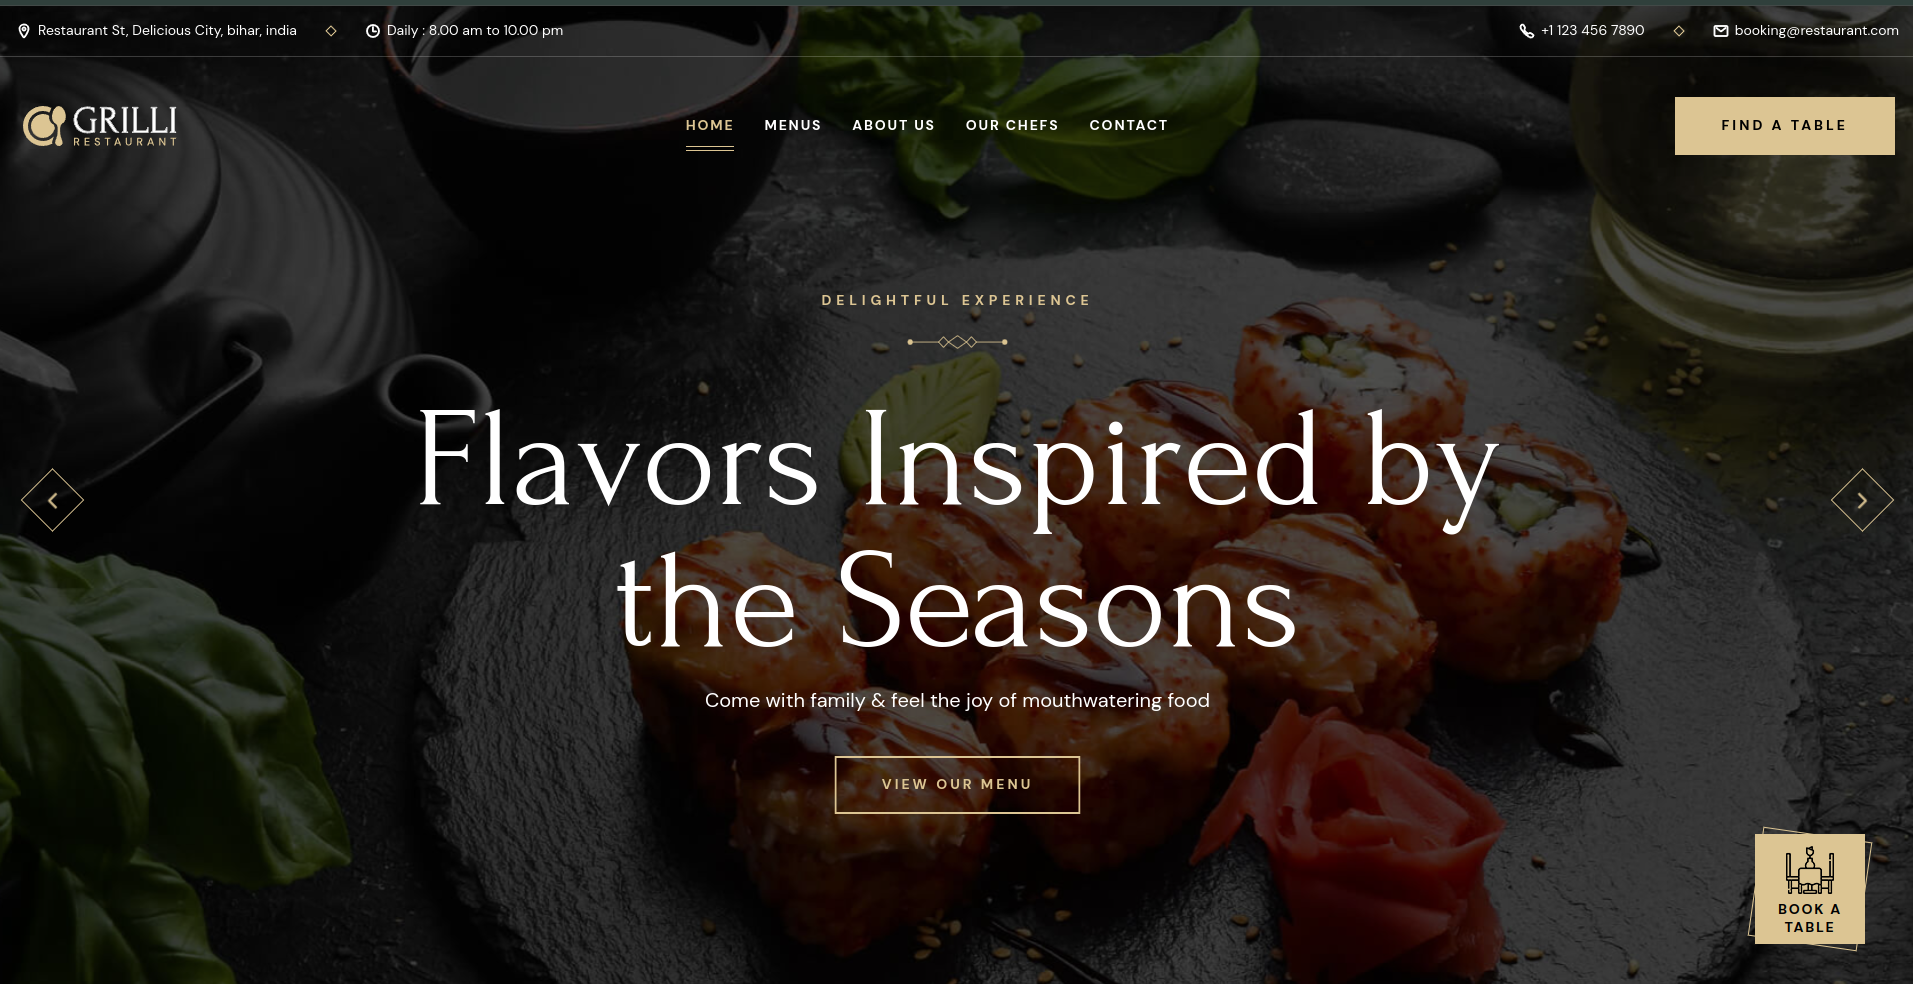 Restaurant St, Delicious City, bihar, india
Daily : 8.00 am to 10.00 pm
+1 123 456 7890
booking@restaurant.com
GRILLI
RESTAURANT
HOME
MENUS
ABOUT US
OUR CHEFS
CONTACT
FIND A TABLE
DELIGHTFUL EXPERIENCE
Flavors Inspired by
the Seasons
Come with family & feel the joy of mouthwatering food
VIEW OUR MENU
BOOK A
TABLE